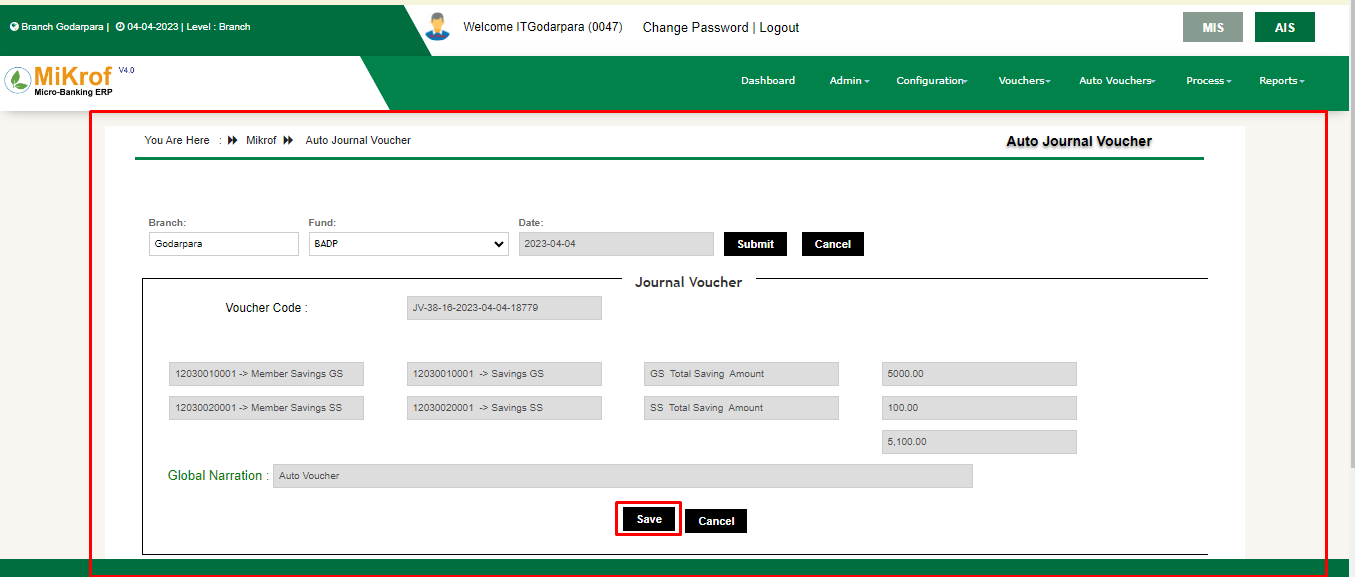 Branch Godarpara | 04-04-2023 | Level : Branch
Welcome ITGodarpara (0047) Change Password | Logout
MIS AIS
MiKrof V4.0
Micro-Banking ERP
Dashboard Admin Configuration Vouchers Auto Vouchers Process Reports
You Are Here : Mikrof Auto Journal Voucher
Auto Journal Voucher
Branch: Fund: Date:
Godarpara BADP 2023-04-04 Submit Cancel
Journal Voucher
Voucher Code : JV-38-16-2023-04-04-18779
12030010001 -> Member Savings GS 12030010001 -> Savings GS GS Total Saving Amount 5000.00
12030020001 -> Member Savings SS 12030020001 -> Savings SS SS Total Saving Amount 100.00
5,100.00
Global Narration : Auto Voucher
Save Cancel